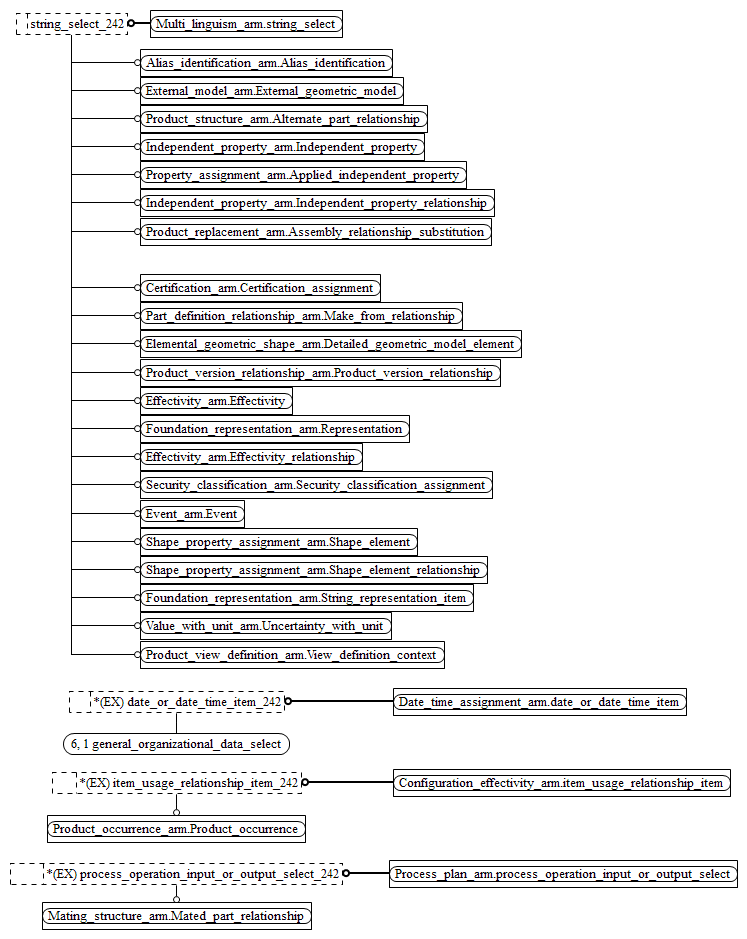 string_select_242
Multi_linguism_arm.string_select
Alias_identification_arm.Alias_identification
External_model_arm.External_geometric_model
Product_structure_arm.Alternate_part_relationship
Independent_property_arm.Independent_property
Property_assignment_arm.Applied_independent_property
Independent_property_arm.Independent_property_relationship
Product_replacement_arm.Assembly_relationship_substitution
Certification_arm.Certification_assignment
Part_definition_relationship_arm.Make_from_relationship
Elemental_geometric_shape_arm.Detailed_geometric_model_element
Product_version_relationship_arm.Product_version_relationship
Effectivity_arm.Effectivity
Foundation_representation_arm.Representation
Effectivity_arm.Effectivity_relationship
Security_classification_arm.Security_classification_assignment
Event_arm.Event
Shape_property_assignment_arm.Shape_element
Shape_property_assignment_arm.Shape_element_relationship
Foundation_representation_arm.String_representation_item
Value_with_unit_arm.Uncertainty_with_unit
Product_view_definition_arm.View_definition_context
*(EX) date_or_date_time_item_242
Date_time_assignment_arm.date_or_date_time_item
6, 1 general_organizational_data_select
*(EX) item_usage_relationship_item_242
Configuration_effectivity_arm.item_usage_relationship_item
Product_occurrence_arm.Product_occurrence
*(EX) process_operation_input_or_output_select_242
Process_plan_arm.process_operation_input_or_output_select
Mating_structure_arm.Mated_part_relationship